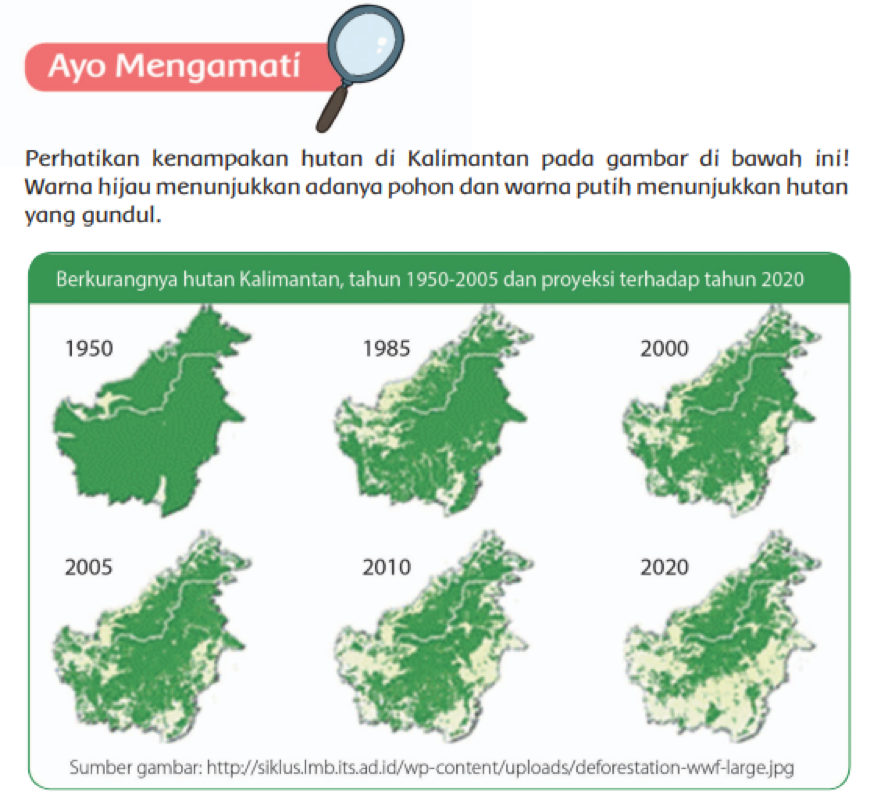 Ayo Mengamati
Perhatikan kenampakan hutan di Kalimantan pada gambar di bawah ini!
Warna hijau menunjukkan adanya pohon dan warna putih menunjukkan hutan
yang gundul.
Berkurangnya hutan Kalimantan, tahun 1950-2005 dan proyeksi terhadap tahun 2020
1950
1985
2000
2005
2010
2020
Sumber gambar: http://siklus.lmb.its.ad.id/wp-content/uploads/deforestation-wwf-large.jpg